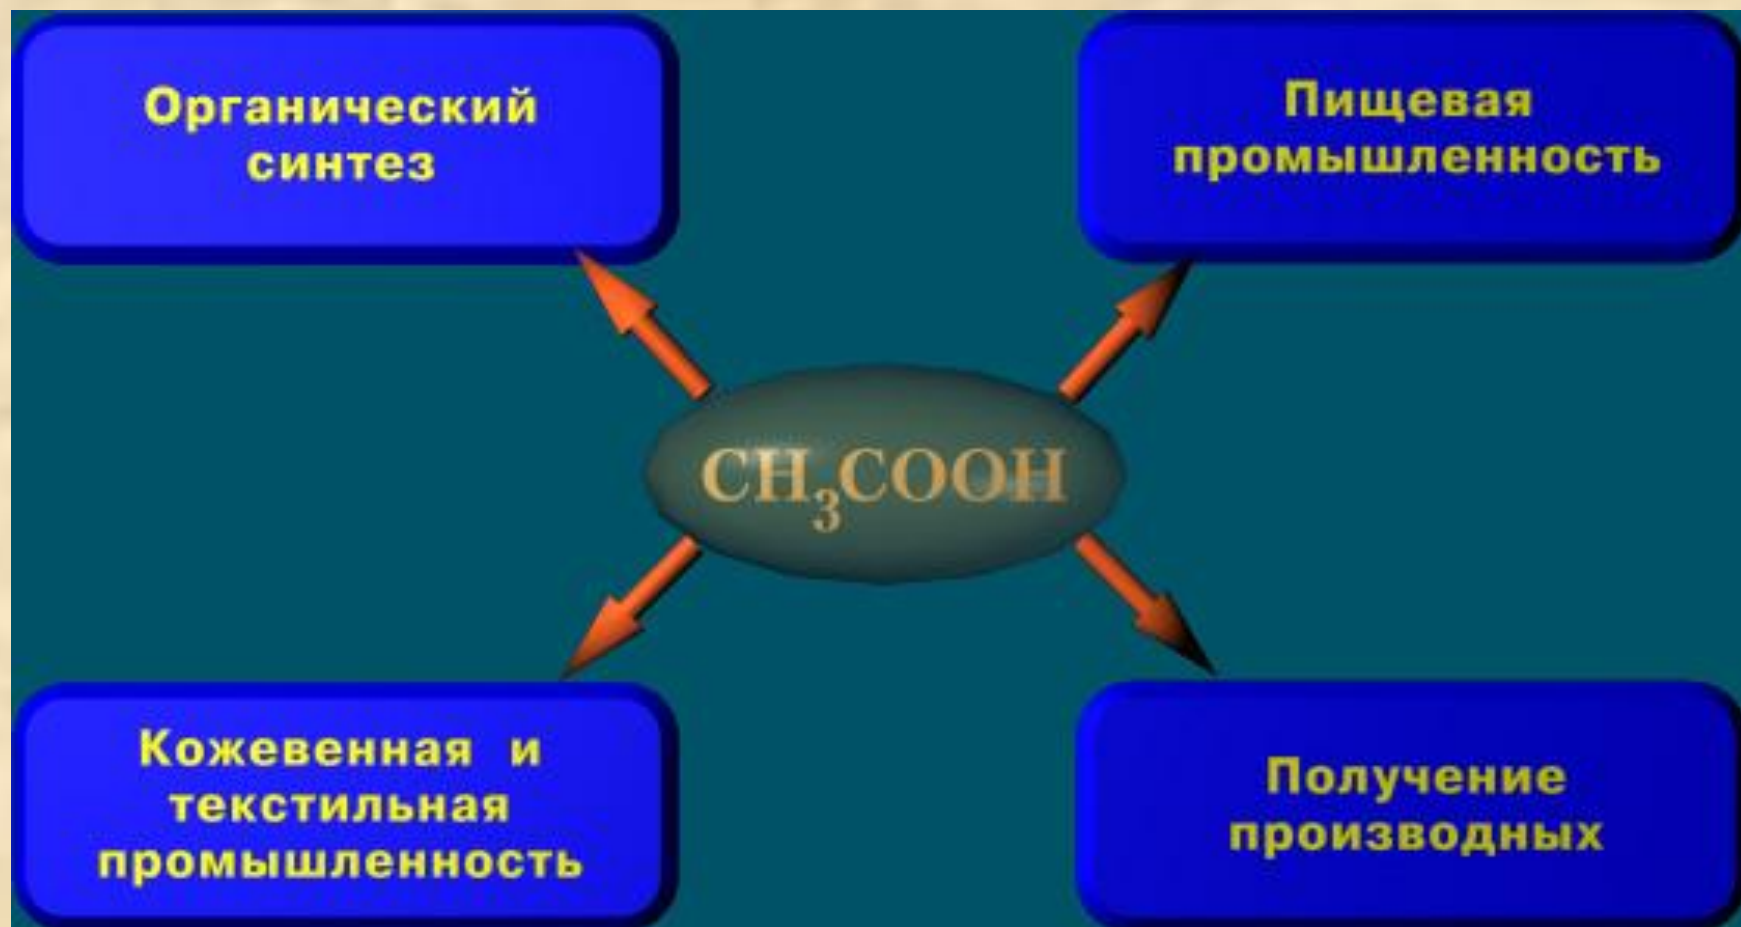 Органический
синтез
Пищевая
промышленность
CH₃COOH
Кожевенная и
текстильная
промышленность
Получение
производных